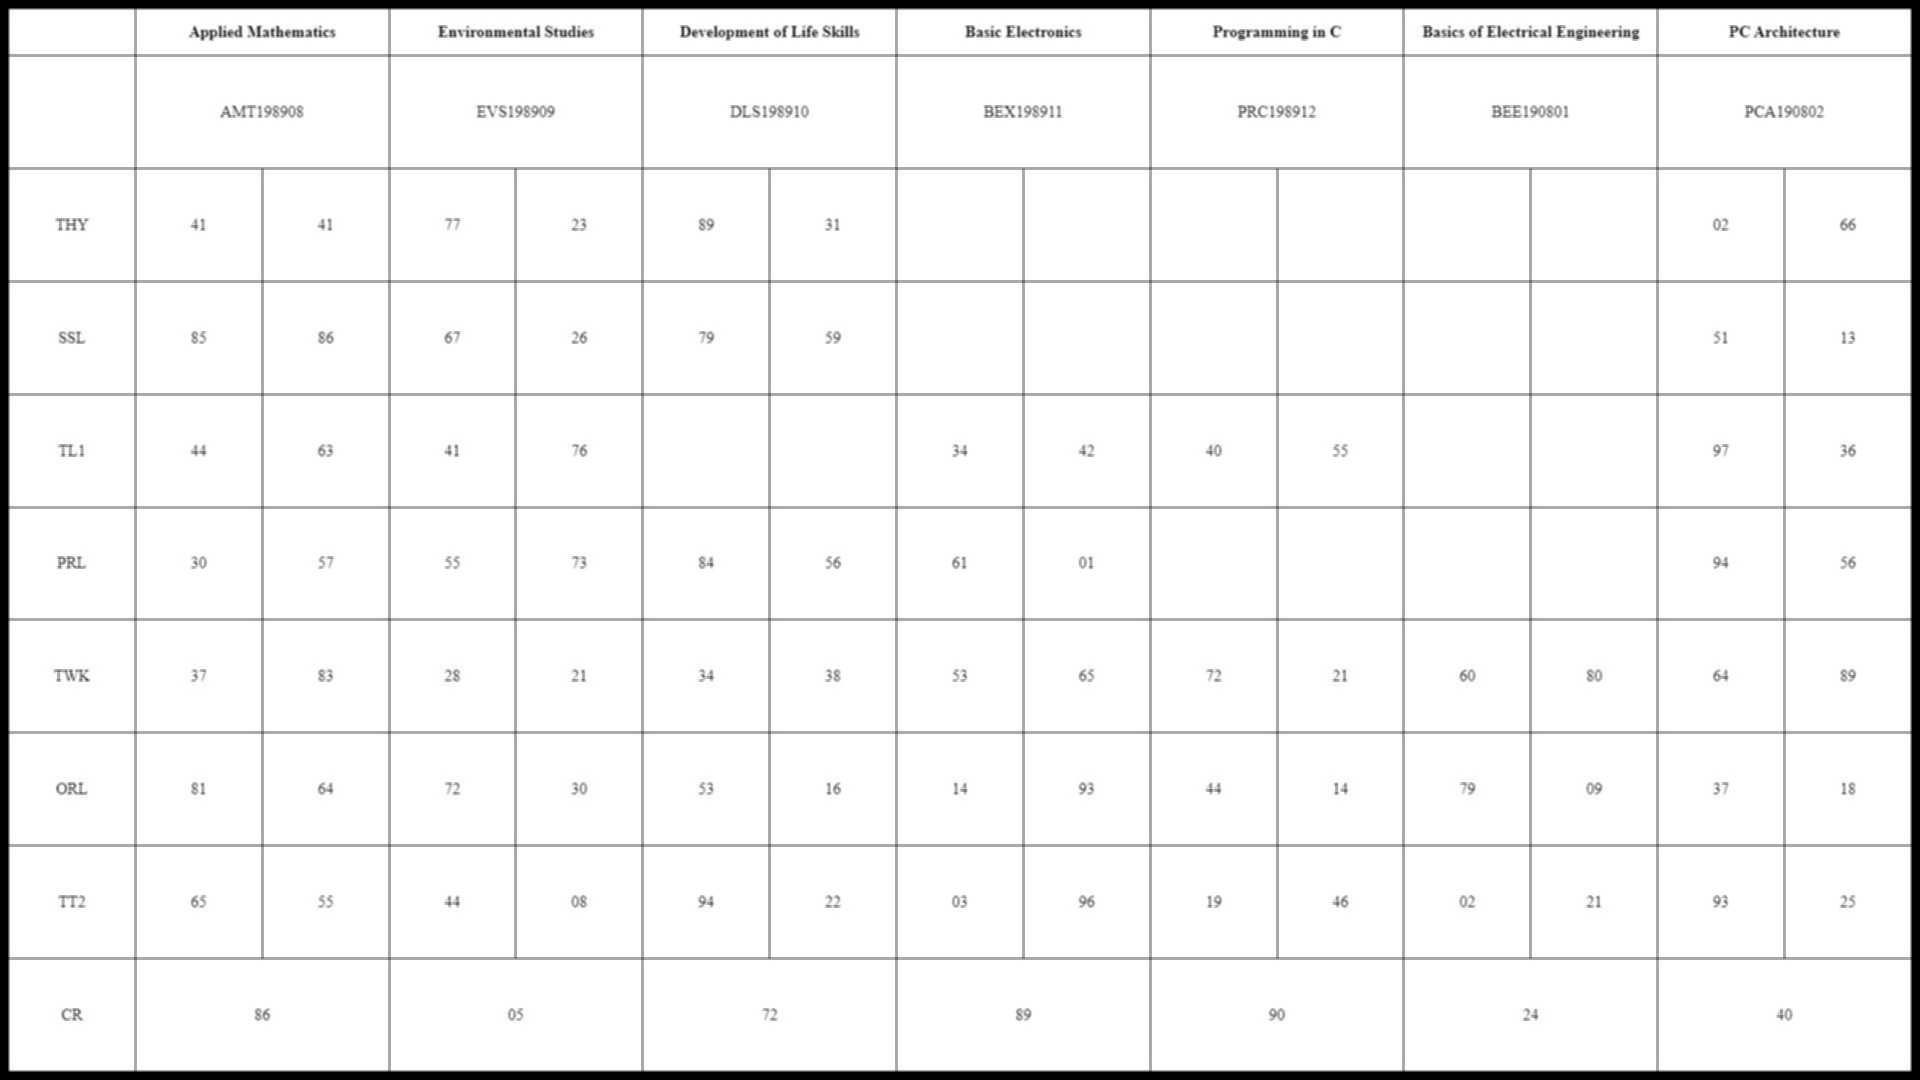 Applied Mathematics Environmental Studies Development of Life Skills Basic Electronics Programming in C Basics of Electrical Engineering PC Architecture
AMT198908 EVS198909 DLS198910 BEX198911 PRC198912 BEE190801 PCA190802
THY 41 41 77 23 89 31 02 66
SSL 85 86 67 26 79 59 51 13
TL1 44 63 41 76 34 42 40 55 97 36
PRL 30 57 55 73 84 56 61 01 94 56
TWK 37 83 28 21 34 38 53 65 72 21 60 80 64 89
ORL 81 64 72 30 53 16 14 93 44 14 79 09 37 18
TT2 65 55 44 08 94 22 03 96 19 46 02 21 93 25
CR 86 05 72 89 90 24 40